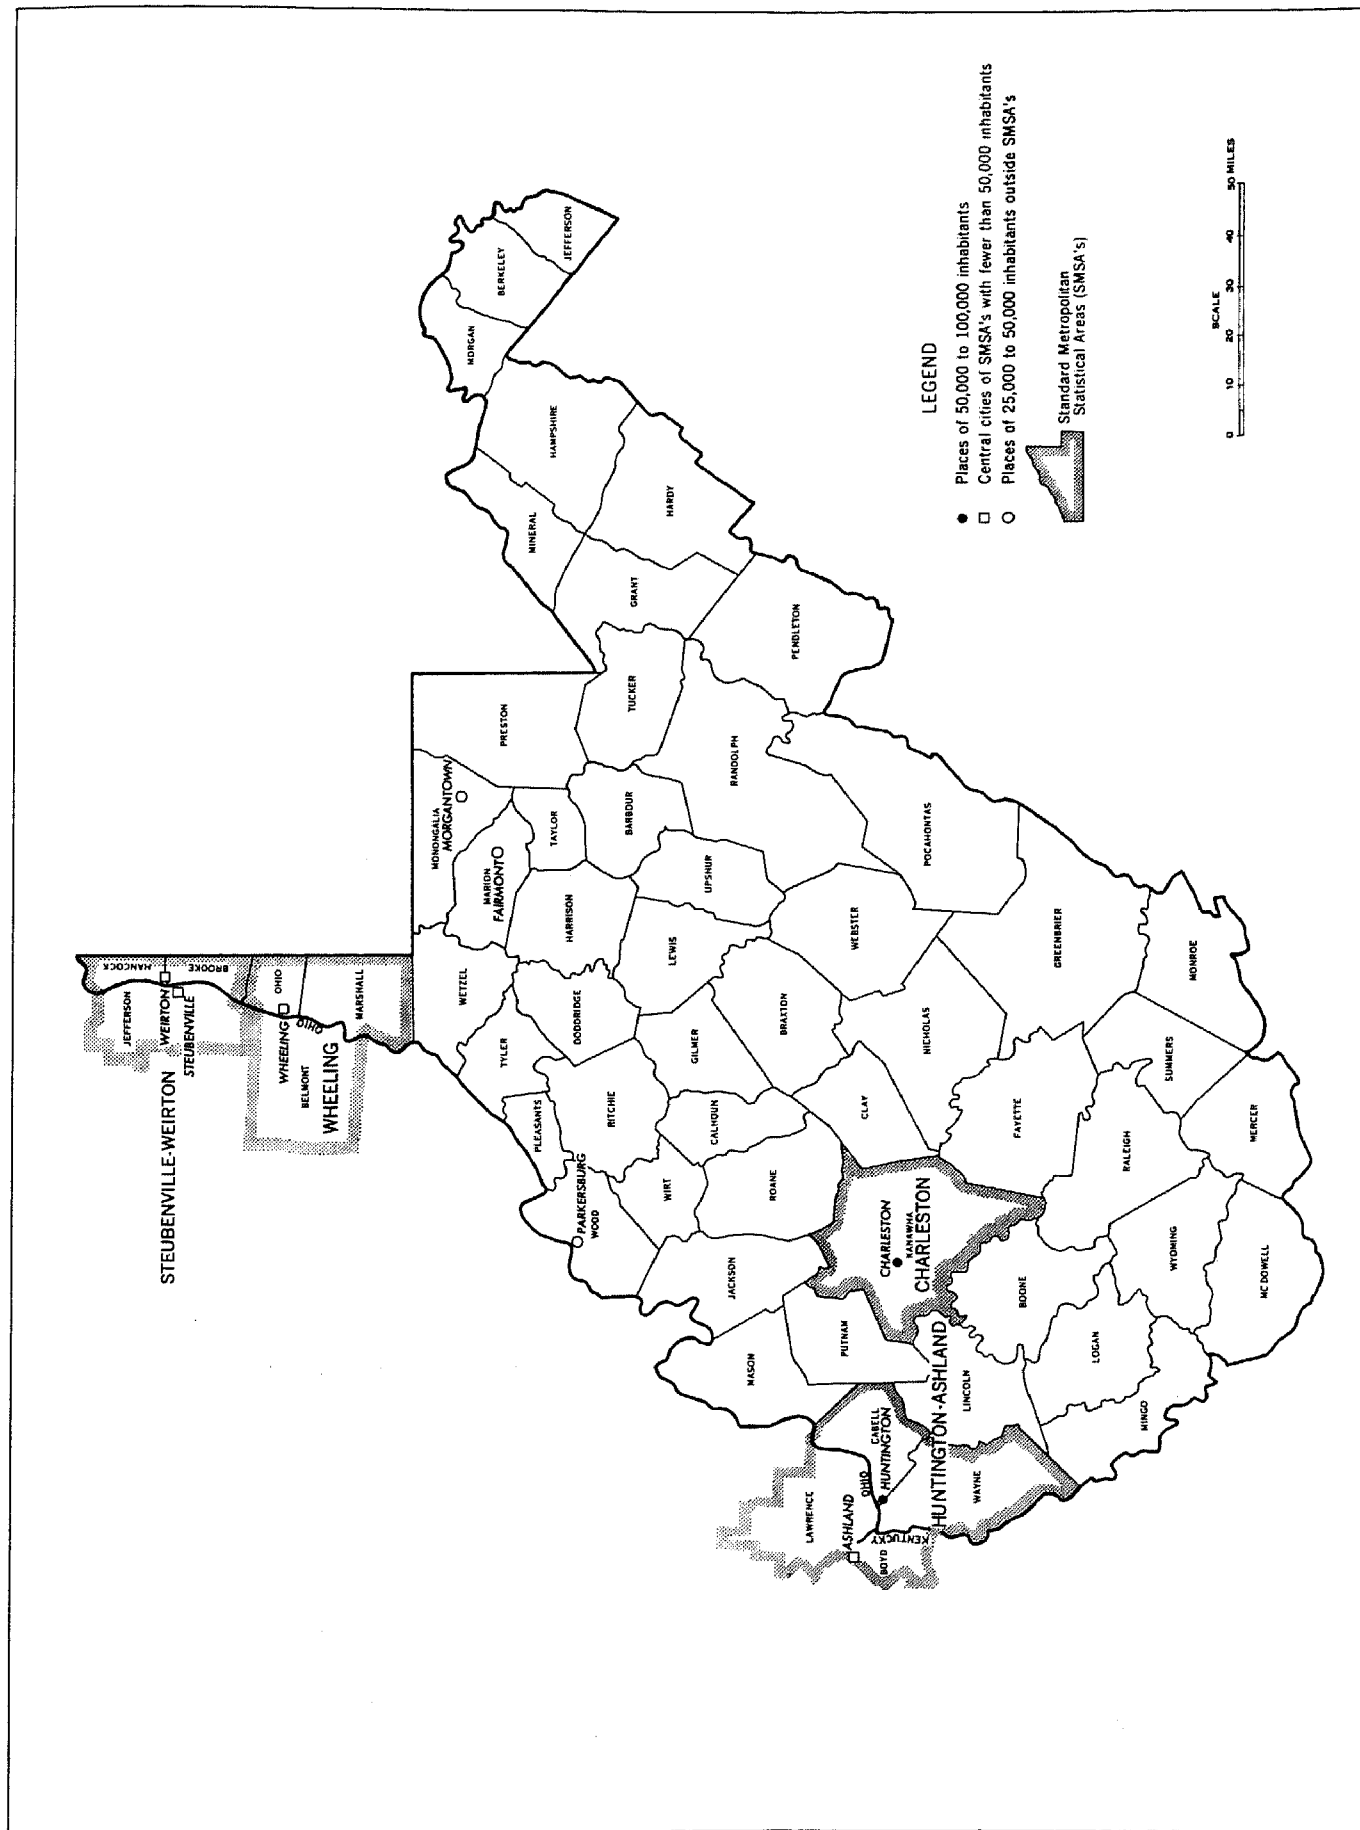 STEUBENVILLE-WEIRTON
JEFFERSON
HANCOCK
WEIRTON
STEUBENVILLE
BROOKE
WHEELING
OHIO
BELMONT
OHIO
WHEELING
MARSHALL
WETZEL
MONONGALIA
MORGANTOWN
MARION
FAIRMONT
PRESTON
TYLER
PLEASANTS
DODDRIDGE
HARRISON
TAYLOR
BARBOUR
TUCKER
MORGAN
BERKELEY
JEFFERSON
HAMPSHIRE
MINERAL
HARDY
GRANT
PENDLETON
PARKERSBURG
WOOD
RITCHIE
WIRT
CALHOUN
GILMER
LEWIS
UPSHUR
RANDOLPH
JACKSON
ROANE
BRAXTON
WEBSTER
POCAHONTAS
MASON
PUTNAM
CLAY
NICHOLAS
GREENBRIER
CHARLESTON
KANAWHA
CHARLESTON
LAWRENCE
ASHLAND
OHIO
CABELL
HUNTINGTON
BOYD
KENTUCKY
HUNTINGTON-ASHLAND
WAYNE
LINCOLN
BOONE
FAYETTE
LOGAN
MINGO
RALEIGH
SUMMERS
MONROE
WYOMING
MERCER
MC DOWELL
LEGEND
Places of 50,000 to 100,000 inhabitants
Central cities of SMSA's with fewer than 50,000 inhabitants
Places of 25,000 to 50,000 inhabitants outside SMSA's
Standard Metropolitan
Statistical Areas (SMSA's)
SCALE
0 10 20 30 40 50 MILES